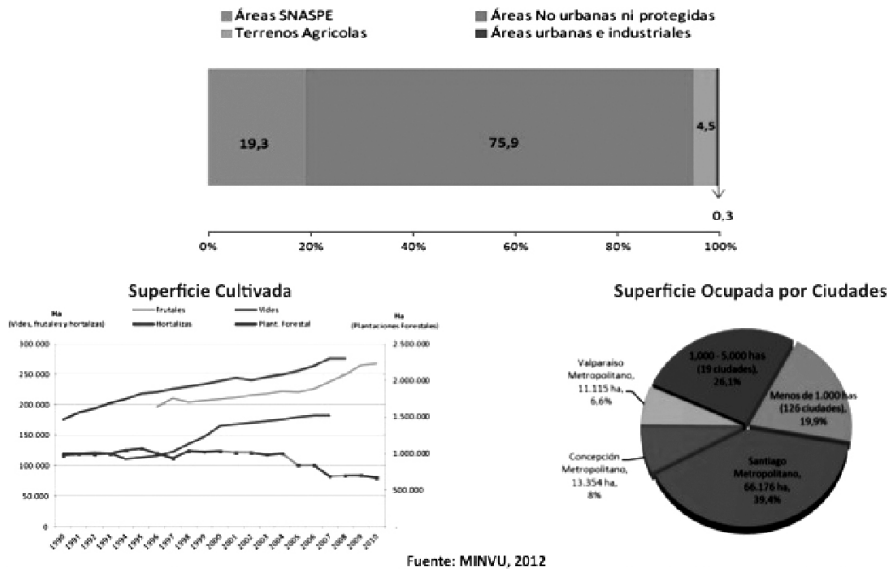 Áreas SNASPE
Áreas No urbanas ni protegidas
Terrenos Agricolas
Áreas urbanas e industriales
19,3
75,9
4,5
0,3
0%
20%
40%
60%
80%
100%
Superficie Cultivada
Ha
(Vides, frutales y hortalizas)
Frutales
Vides
Hortalizas
Plant. Forestal
Ha
(Plantaciones Forestales)
300.000
250.000
200.000
150.000
100.000
50.000
0
2.500.000
2.000.000
1.500.000
1.000.000
500.000
-
1990
1991
1992
1993
1994
1995
1996
1997
1998
1999
2000
2001
2002
2003
2004
2005
2006
2007
2008
2009
2010
Superficie Ocupada por Ciudades
1,000 - 5,000 has
(19 ciudades),
26,1%
Menos de 1.000 has
(126 ciudades),
19,9%
Santiago
Metropolitano,
66.176 ha,
39,4%
Concepción
Metropolitano,
13.354 ha,
8%
Valparaíso
Metropolitano,
11.115 ha,
6,6%
Fuente: MINVU, 2012